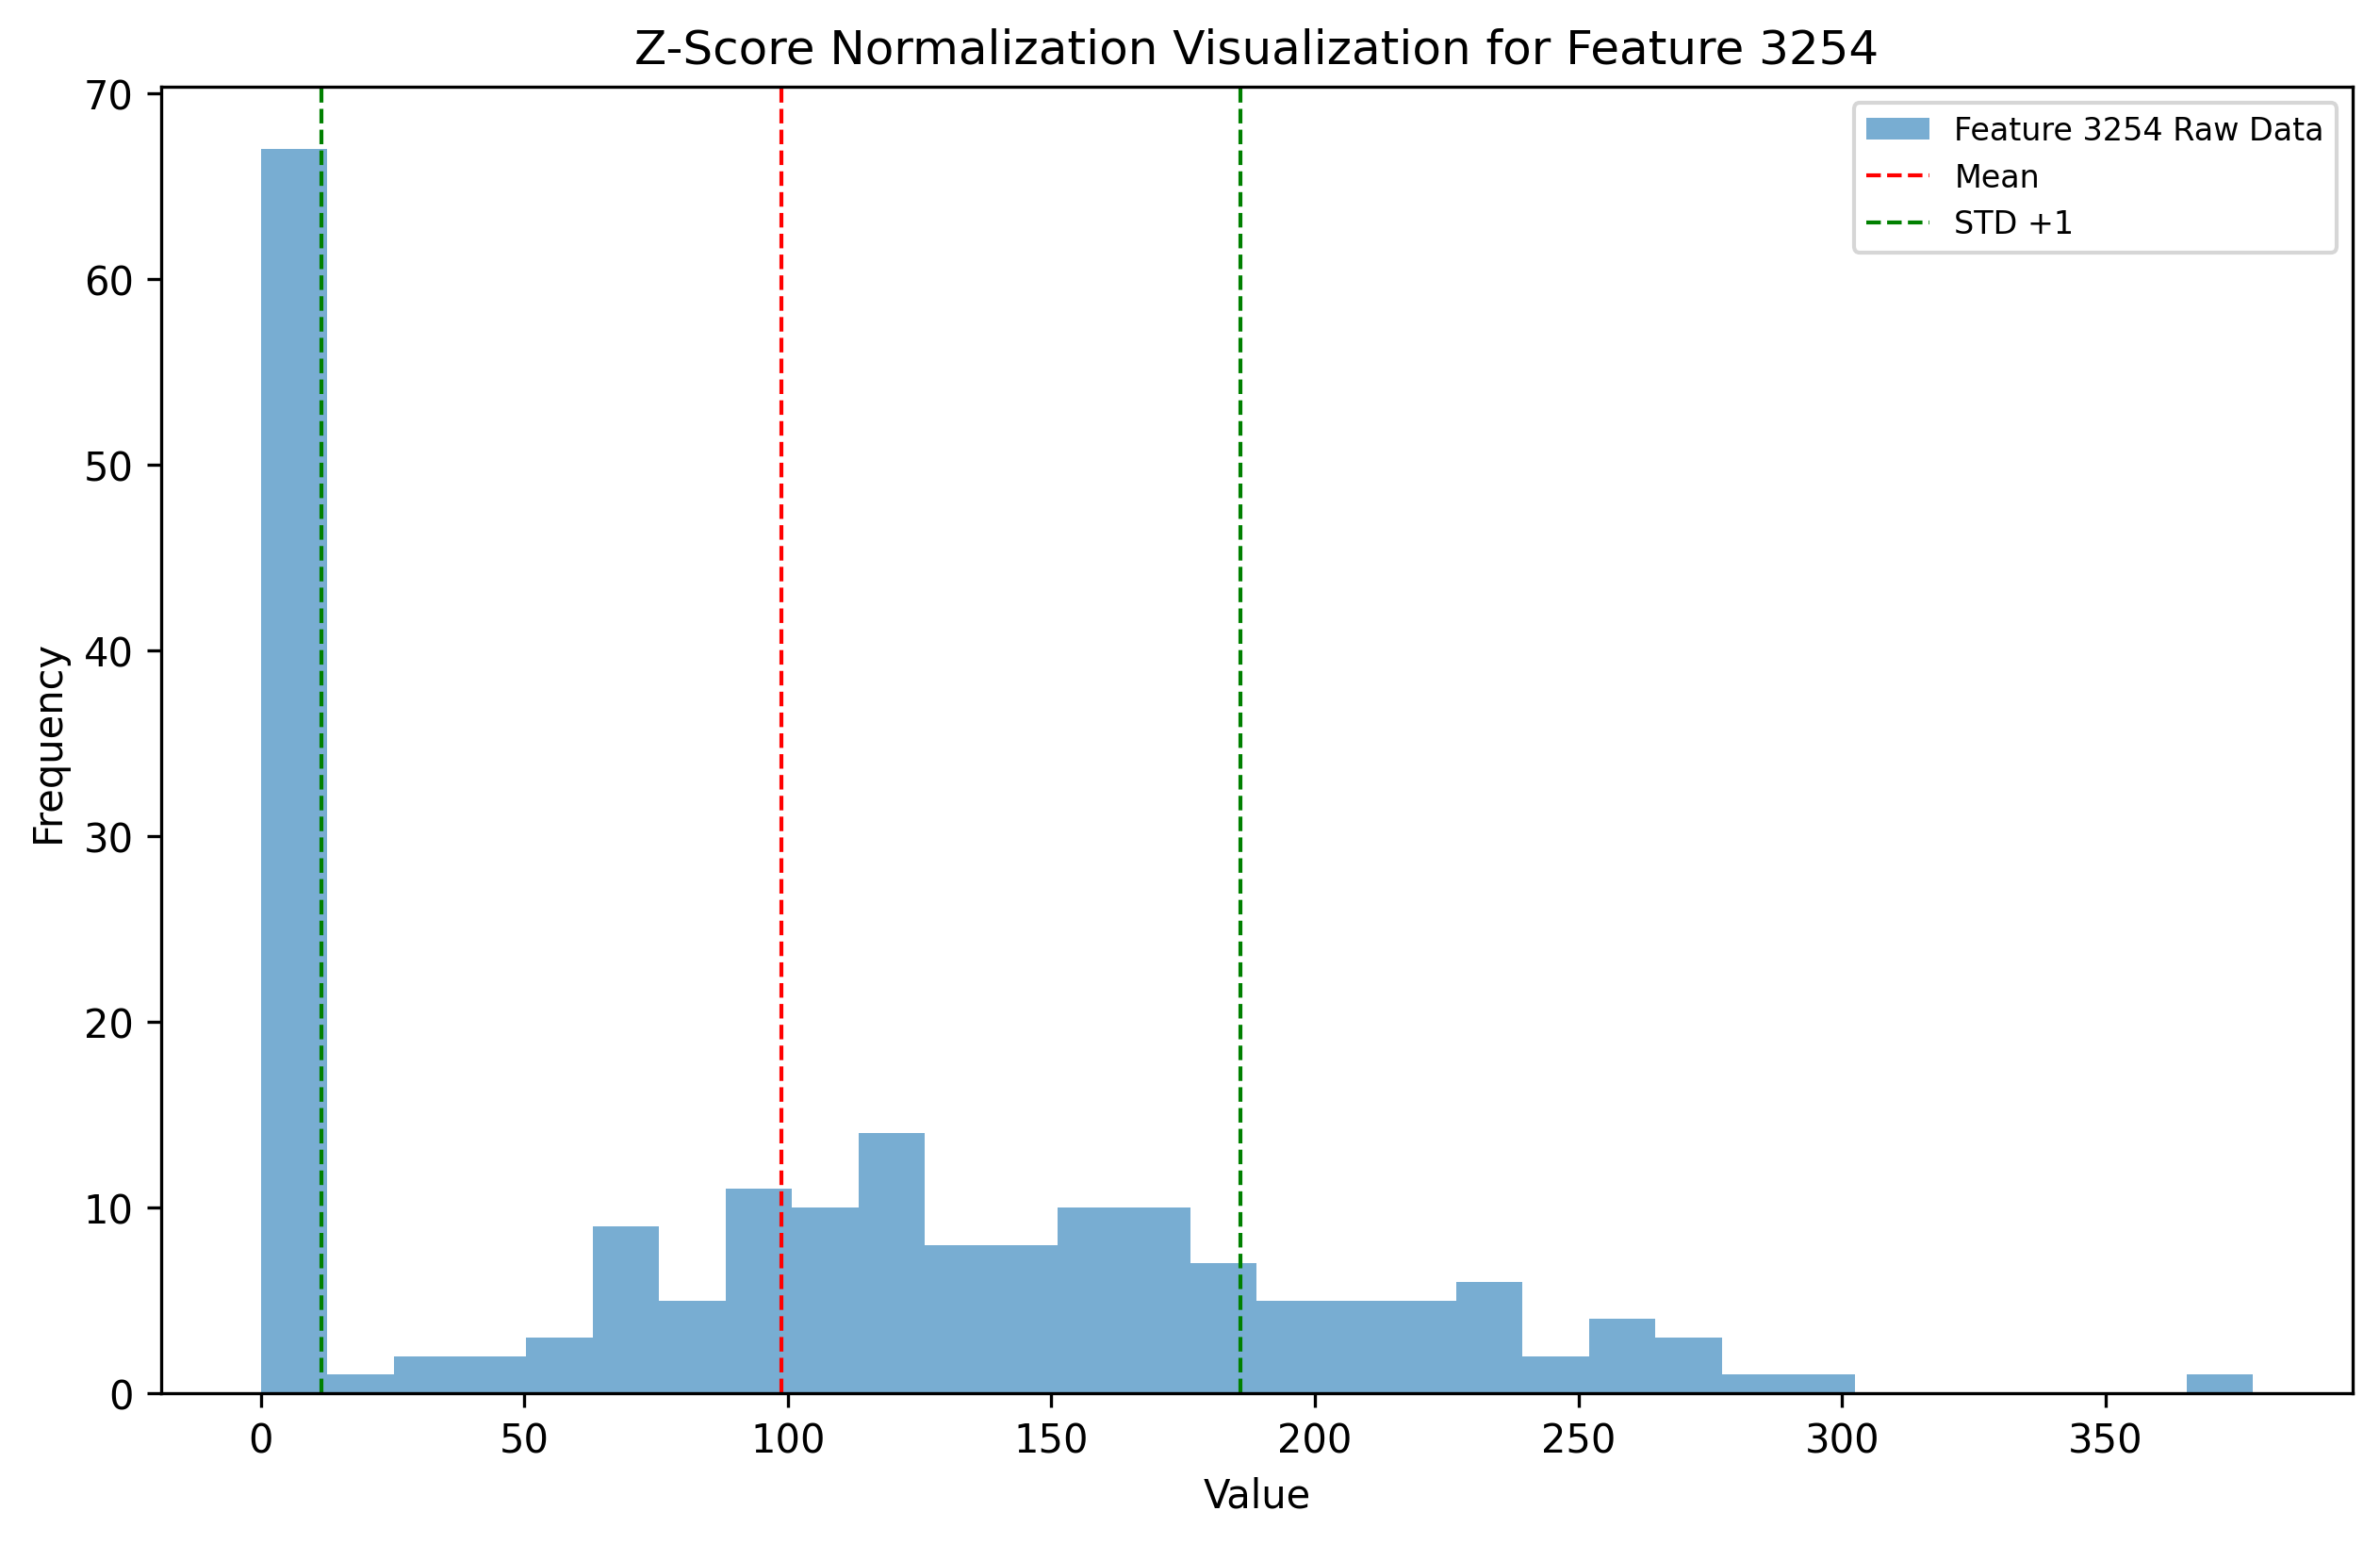 Z-Score Normalization Visualization for Feature 3254
Feature 3254 Raw Data
Mean
STD +1
Frequency
70
60
50
40
30
20
10
0
0 50 100 150 200 250 300 350
Value